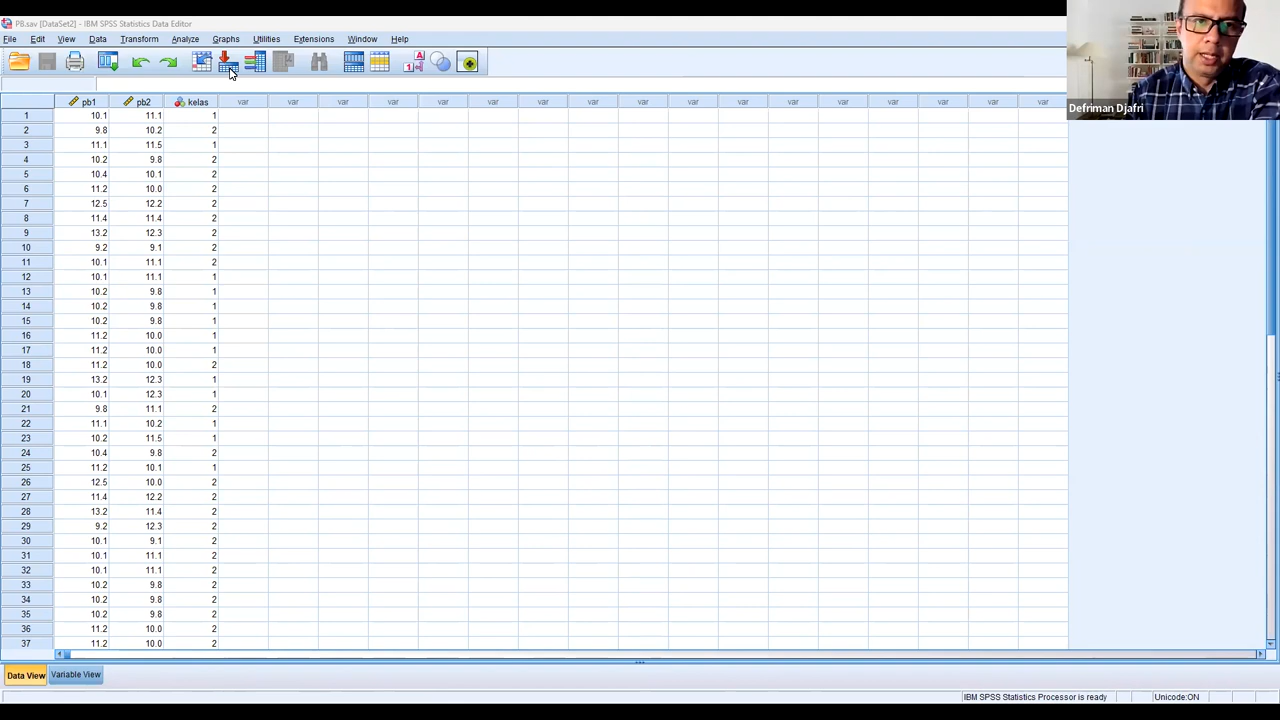 PB.sav [DataSet2] - IBM SPSS Statistics Data Editor
File Edit View Data Transform Analyze Graphs Utilities Extensions Window Help
Defriman Djafri
pb1 pb2 kelas var var var var var var var var var var var var var var var var var
1 10.1 11.1 1
2 9.8 10.2 2
3 11.1 11.5 1
4 10.2 9.8 2
5 10.4 10.1 2
6 11.2 10.0 2
7 12.5 12.2 2
8 11.4 11.4 2
9 13.2 12.3 2
10 9.2 9.1 2
11 10.1 11.1 2
12 10.1 11.1 1
13 10.2 9.8 1
14 10.2 9.8 1
15 10.2 9.8 1
16 11.2 10.0 1
17 11.2 10.0 1
18 11.2 10.0 2
19 13.2 12.3 1
20 10.1 12.3 1
21 9.8 11.1 2
22 11.1 10.2 1
23 10.2 11.5 1
24 10.4 9.8 2
25 11.2 10.1 1
26 12.5 10.0 2
27 11.4 12.2 2
28 13.2 11.4 2
29 9.2 12.3 2
30 10.1 9.1 2
31 10.1 11.1 2
32 10.1 11.1 2
33 10.2 9.8 2
34 10.2 9.8 2
35 10.2 9.8 2
36 11.2 10.0 2
37 11.2 10.0 2
Data View Variable View
IBM SPSS Statistics Processor is ready Unicode:ON